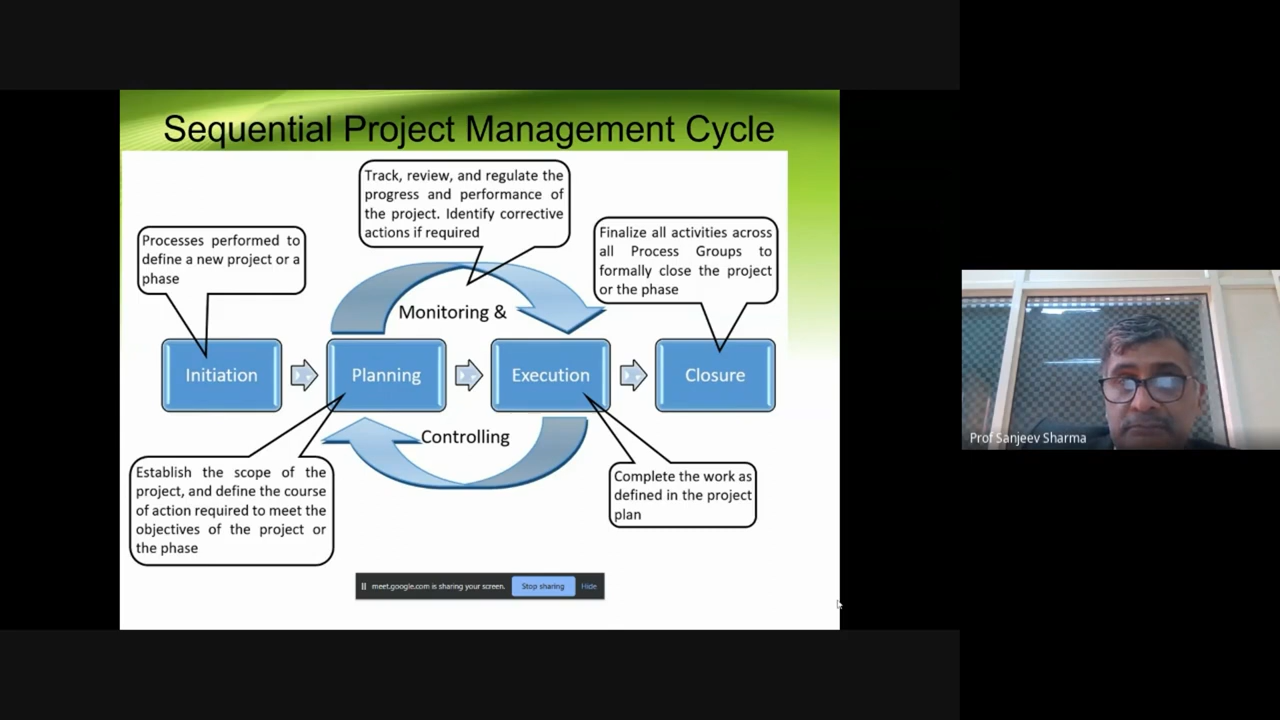 Sequential Project Management Cycle
Track, review, and regulate the
progress and performance of
the project. Identify corrective
actions if required
Processes performed to
define a new project or a
phase
Finalize all activities across
all Process Groups to
formally close the project
or the phase
Monitoring &
Initiation
Planning
Execution
Closure
Controlling
Establish the scope of the
project, and define the course
of action required to meet the
objectives of the project or
the phase
Complete the work as
defined in the project
plan
meet.google.com is sharing your screen.
Stop sharing
Hide
Prof Sanjeev Sharma